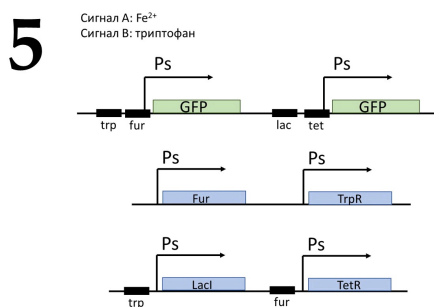 5
Сигнал А: Fe²⁺
Сигнал В: триптофан
Ps Ps
GFP GFP
trp fur lac tet
Ps Ps
Fur TrpR
Ps Ps
LacI TetR
trp fur